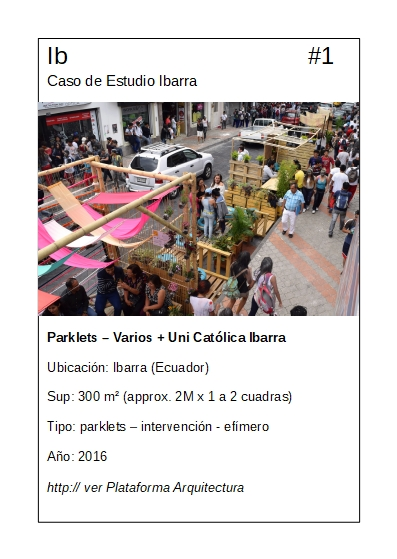 Ib #1
Caso de Estudio Ibarra
Parklets – Varios + Uni Católica Ibarra
Ubicación: Ibarra (Ecuador)
Sup: 300 m² (approx. 2M x 1 a 2 cuadras)
Tipo: parklets – intervención - efímero
Año: 2016
http:// ver Plataforma Arquitectura